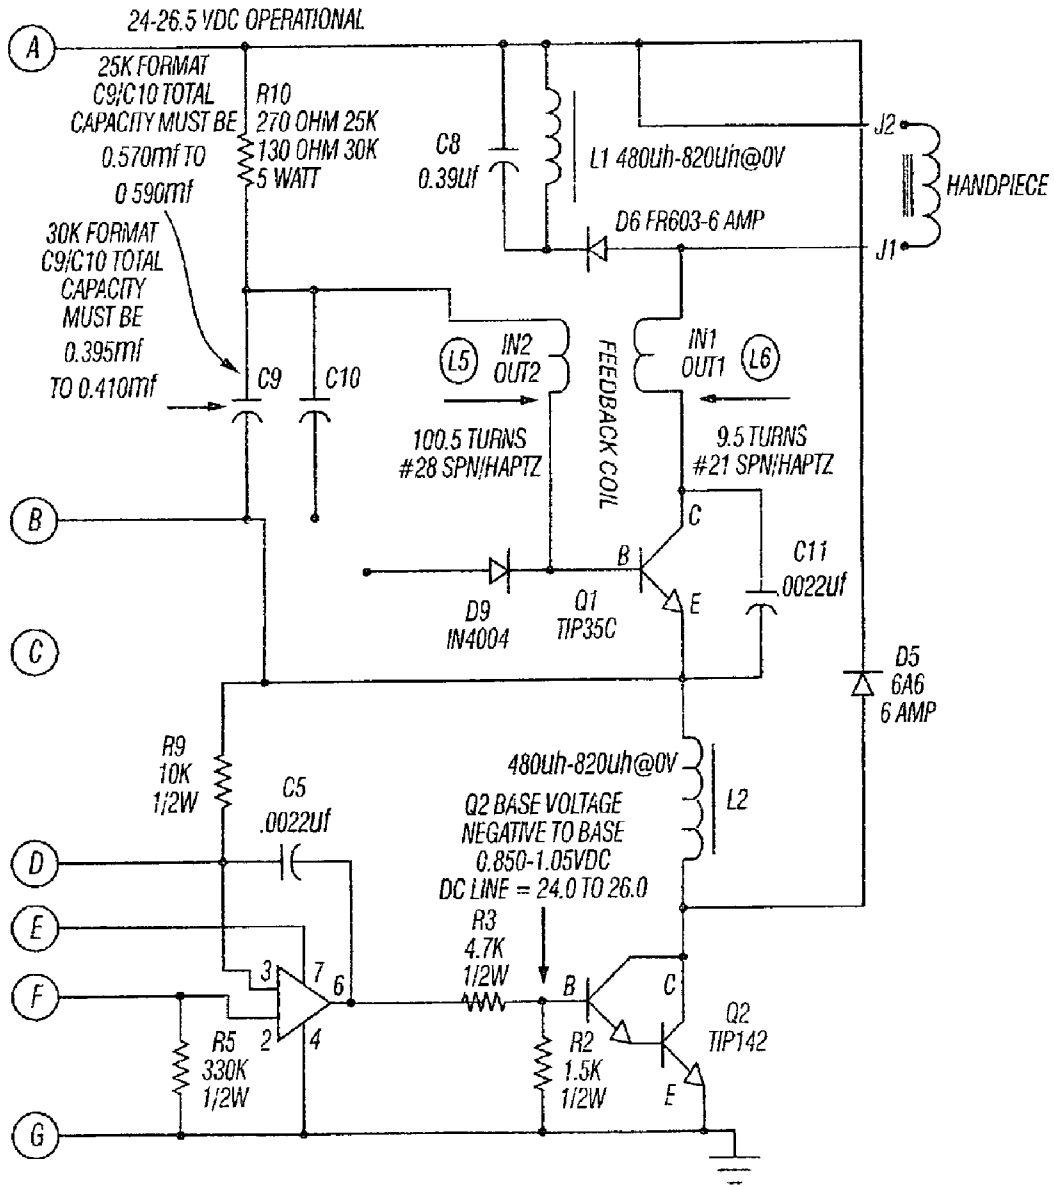 24-26.5 VDC OPERATIONAL
A
25K FORMAT
C9/C10 TOTAL
CAPACITY MUST BE
0.570mf TO
0.590mf
R10
270 OHM 25K
130 OHM 30K
5 WATT
C8
0.39uf
L1 480uh-820uh@0V
J2
HANDPIECE
J1
D6 FR603-6 AMP
30K FORMAT
C9/C10 TOTAL
CAPACITY
MUST BE
0.395mf
TO 0.410mf
C9
C10
L5
IN2
OUT2
FEEDBACK COIL
IN1
OUT1
L6
100.5 TURNS
#28 SPN/HAPTZ
9.5 TURNS
#21 SPN/HAPTZ
B
C
B
E
C11
.0022uf
D9
IN4004
Q1
TIP35C
C
D5
6A6
6 AMP
R9
10K
1/2W
C5
.0022uf
480uh-820uh@0V
L2
Q2 BASE VOLTAGE
NEGATIVE TO BASE
0.850-1.05VDC
DC LINE = 24.0 TO 26.0
D
E
R3
4.7K
1/2W
3
7
6
2
4
F
B
C
E
Q2
TIP142
R5
330K
1/2W
R2
1.5K
1/2W
G